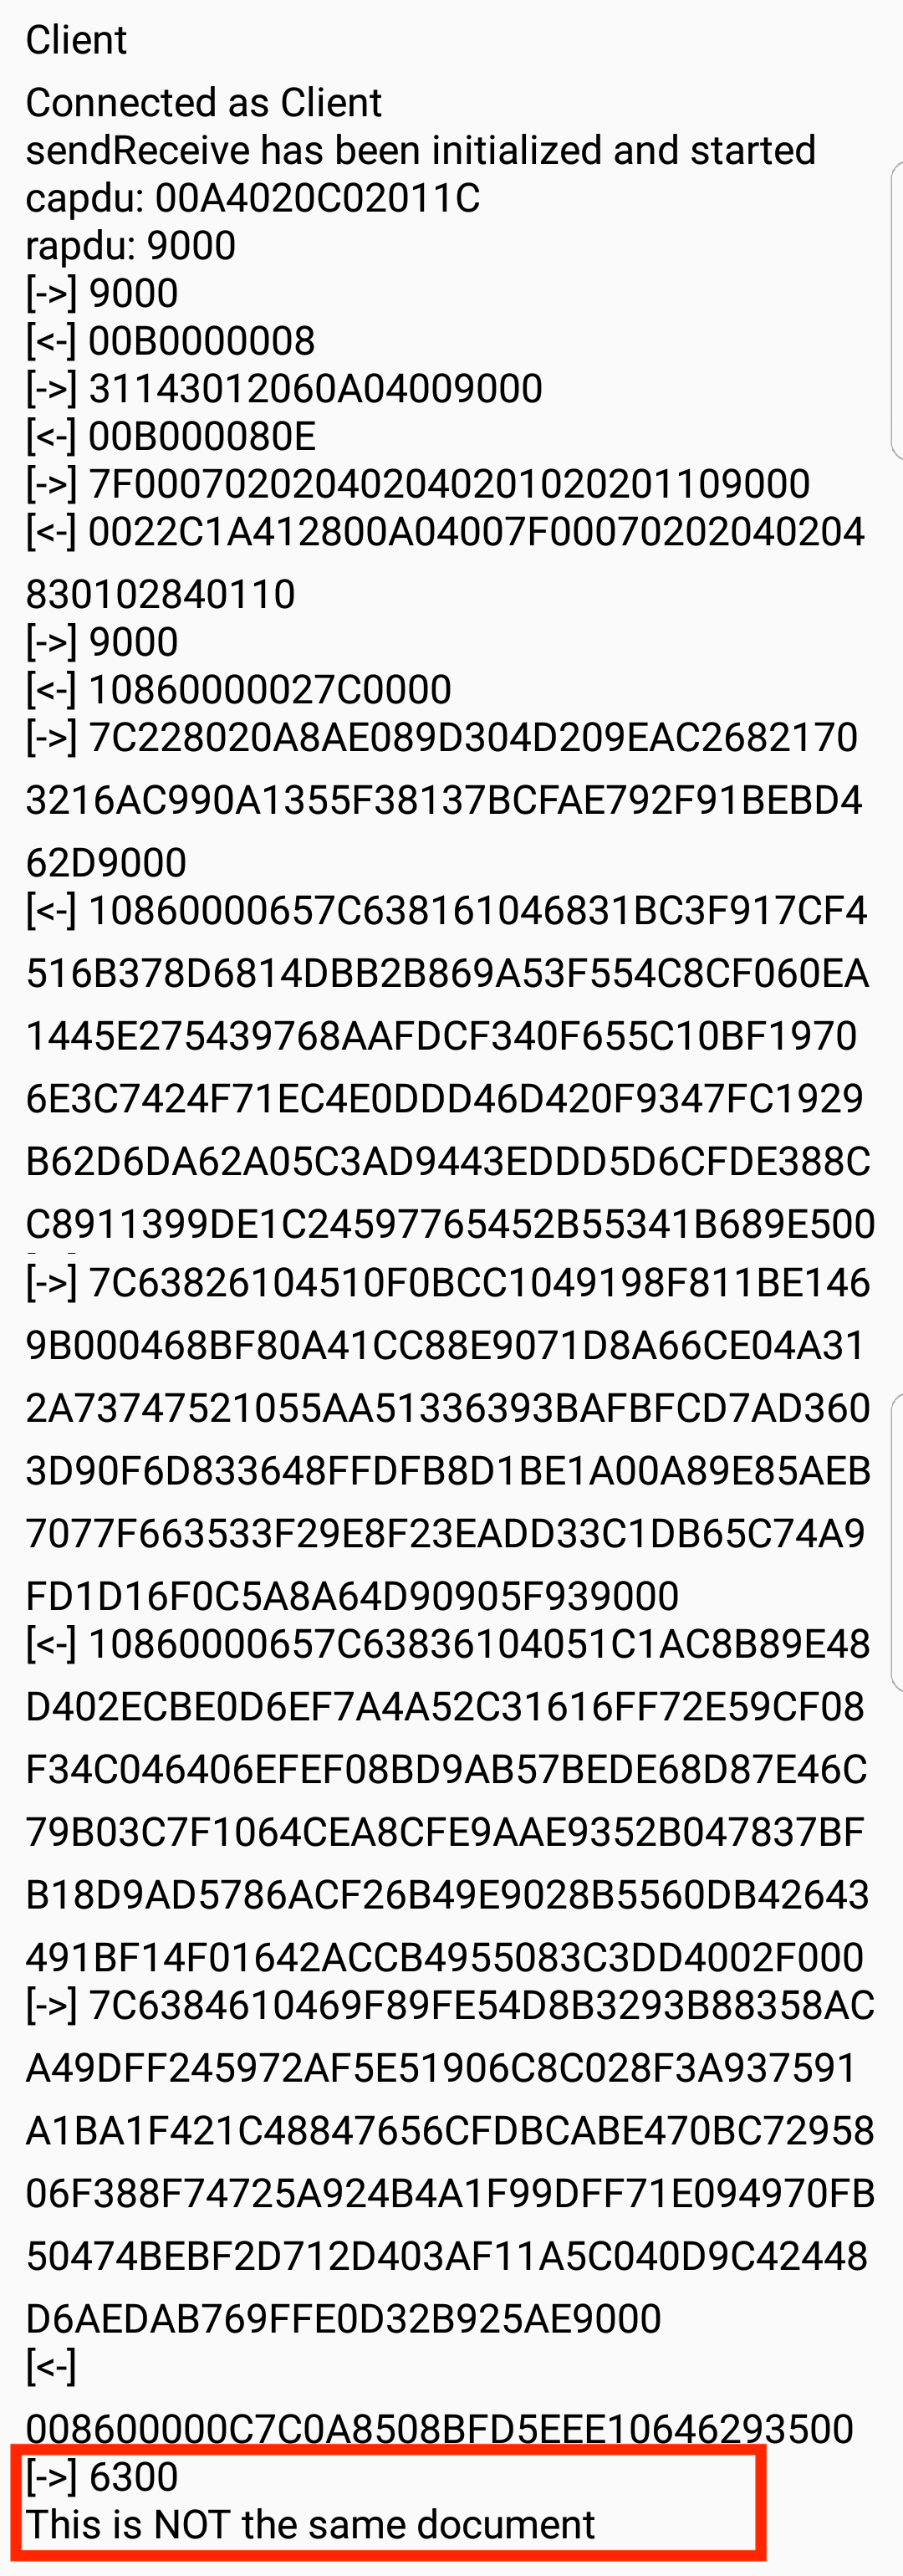 Client
Connected as Client
sendReceive has been initialized and started
capdu: 00A4020C02011C
rapdu: 9000
[->] 9000
[<-] 00B0000008
[->] 31143012060A04009000
[<-] 00B000080E
[->] 7F000702020402040201020201109000
[<-] 0022C1A412800A04007F00070202040204
830102840110
[->] 9000
[<-] 10860000027C0000
[->] 7C228020A8AE089D304D209EAC2682170
3216AC990A1355F38137BCFAE792F91BEBD4
62D9000
[<-] 10860000657C638161046831BC3F917CF4
516B378D6814DBB2B869A53F554C8CF060EA
1445E275439768AAFDCF340F655C10BF1970
6E3C7424F71EC4E0DDD46D420F9347FC1929
B62D6DA62A05C3AD9443EDDD5D6CFDE388C
C8911399DE1C24597765452B55341B689E500
[->] 7C63826104510F0BCC1049198F811BE146
9B000468BF80A41CC88E9071D8A66CE04A31
2A737475210 55AA51336393BAFBFCD7AD360
3D90F6D833648FFDFB8D1BE1A00A89E85AEB
7077F663533F29E8F23EADD33C1DB65C74A9
FD1D16F0C5A8A64D90905F939000
[<-] 10860000657C63836104051C1AC8B89E48
D402ECBE0D6EF7A4A52C31616FF72E59CF08
F34C046406EFEF08BD9AB57BEDE68D87E46C
79B03C7F1064CEA8CFE9AAE9352B047837BF
B18D9AD5786ACF26B49E9028B5560DB42643
491BF14F01642ACCB4955083C3DD4002F000
[->] 7C6384610469F89FE54D8B3293B88358AC
A49DFF245972AF5E51906C8C028F3A937591
A1BA1F421C48847656CFDBCABE470BC72958
06F388F74725A924B4A1F99DFF71E094970FB
50474BEBF2D712D403AF11A5C040D9C42448
D6AEDAB769FFE0D32B925AE9000
[<-]
008600000C7C0A8508BFD5EEE10646293500
[->] 6300
This is NOT the same document